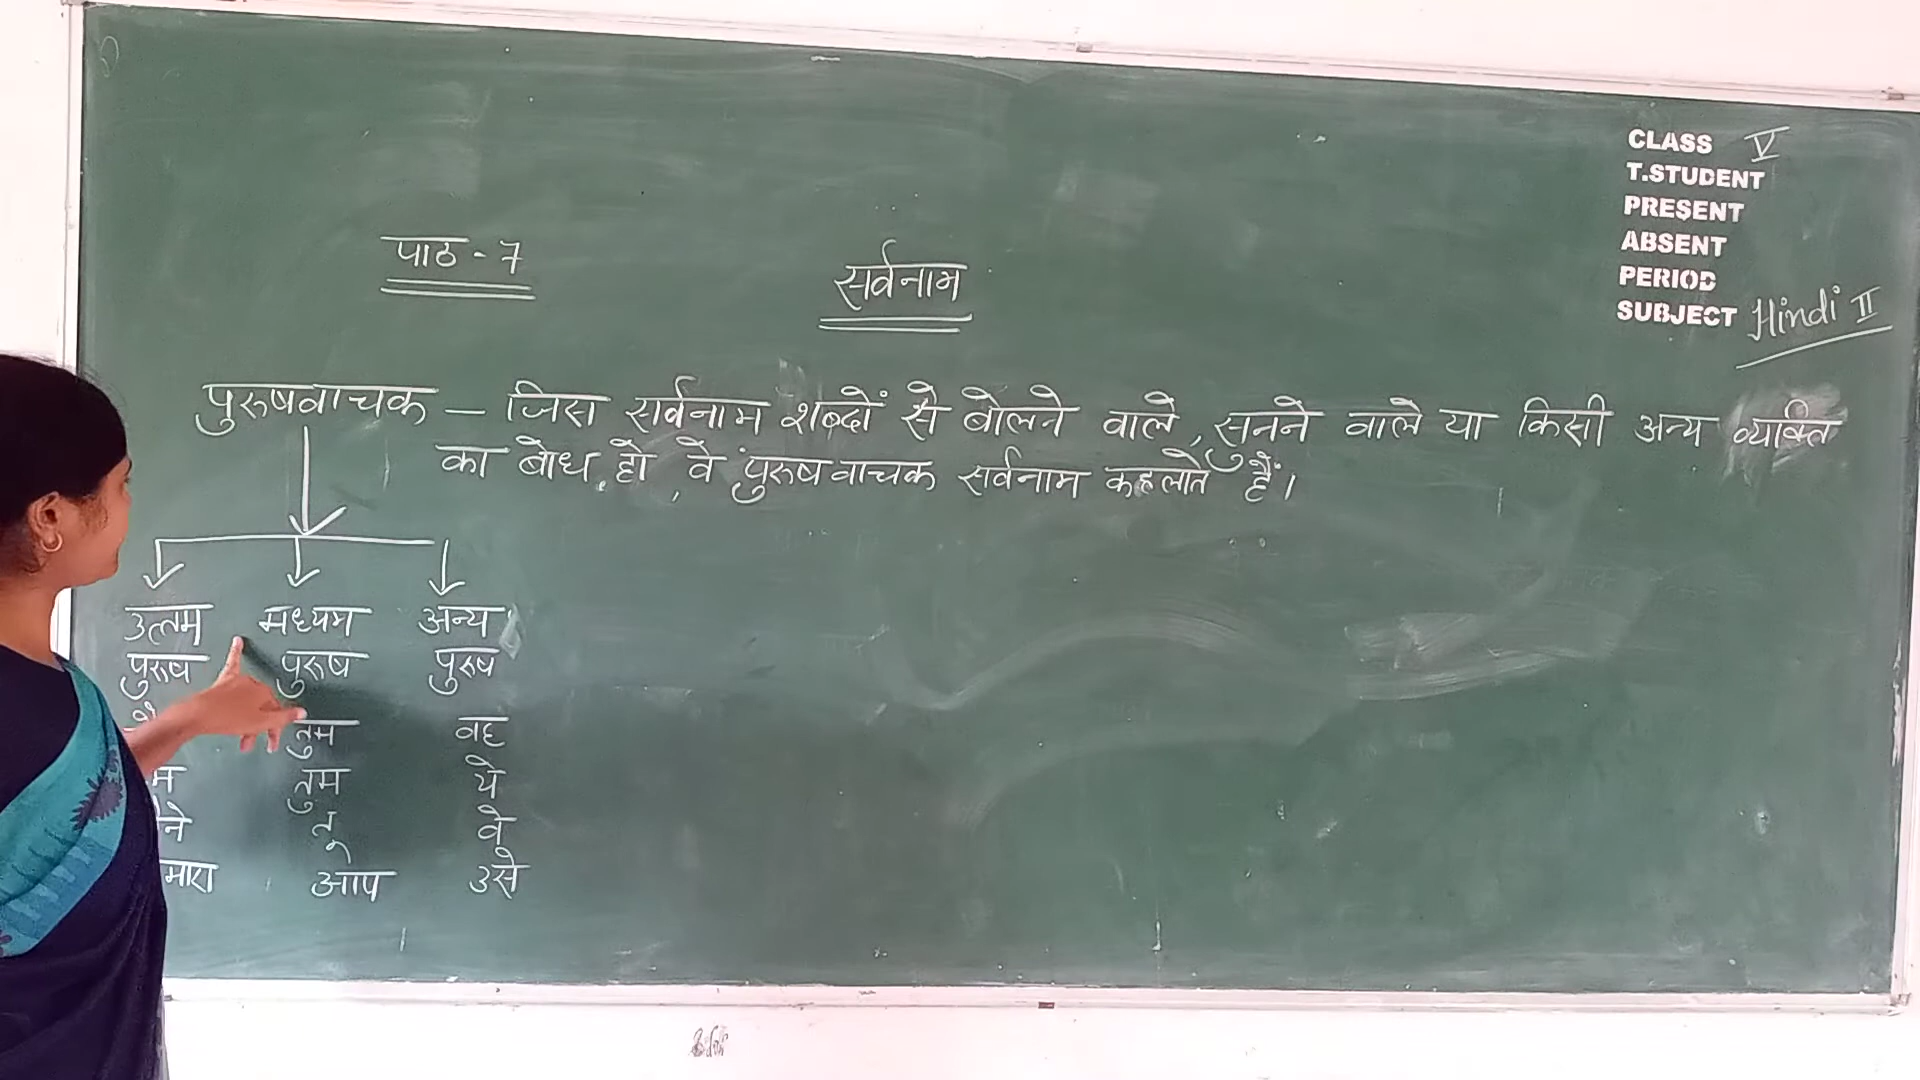 CLASS V
T.STUDENT
PRESENT
ABSENT
PERIOD
SUBJECT Hindi II
पाठ - 7
सर्वनाम
पुरुषवाचक — जिस सर्वनाम शब्दों से बोलने वाले, सुनने वाले या किसी अन्य व्यक्ति
का बोध हो, वे पुरुषवाचक सर्वनाम कहलाते हैं।
उत्तम मध्यम अन्य
पुरुष पुरुष पुरुष
तुम वह
तुम ये
तू वे
आप उसे